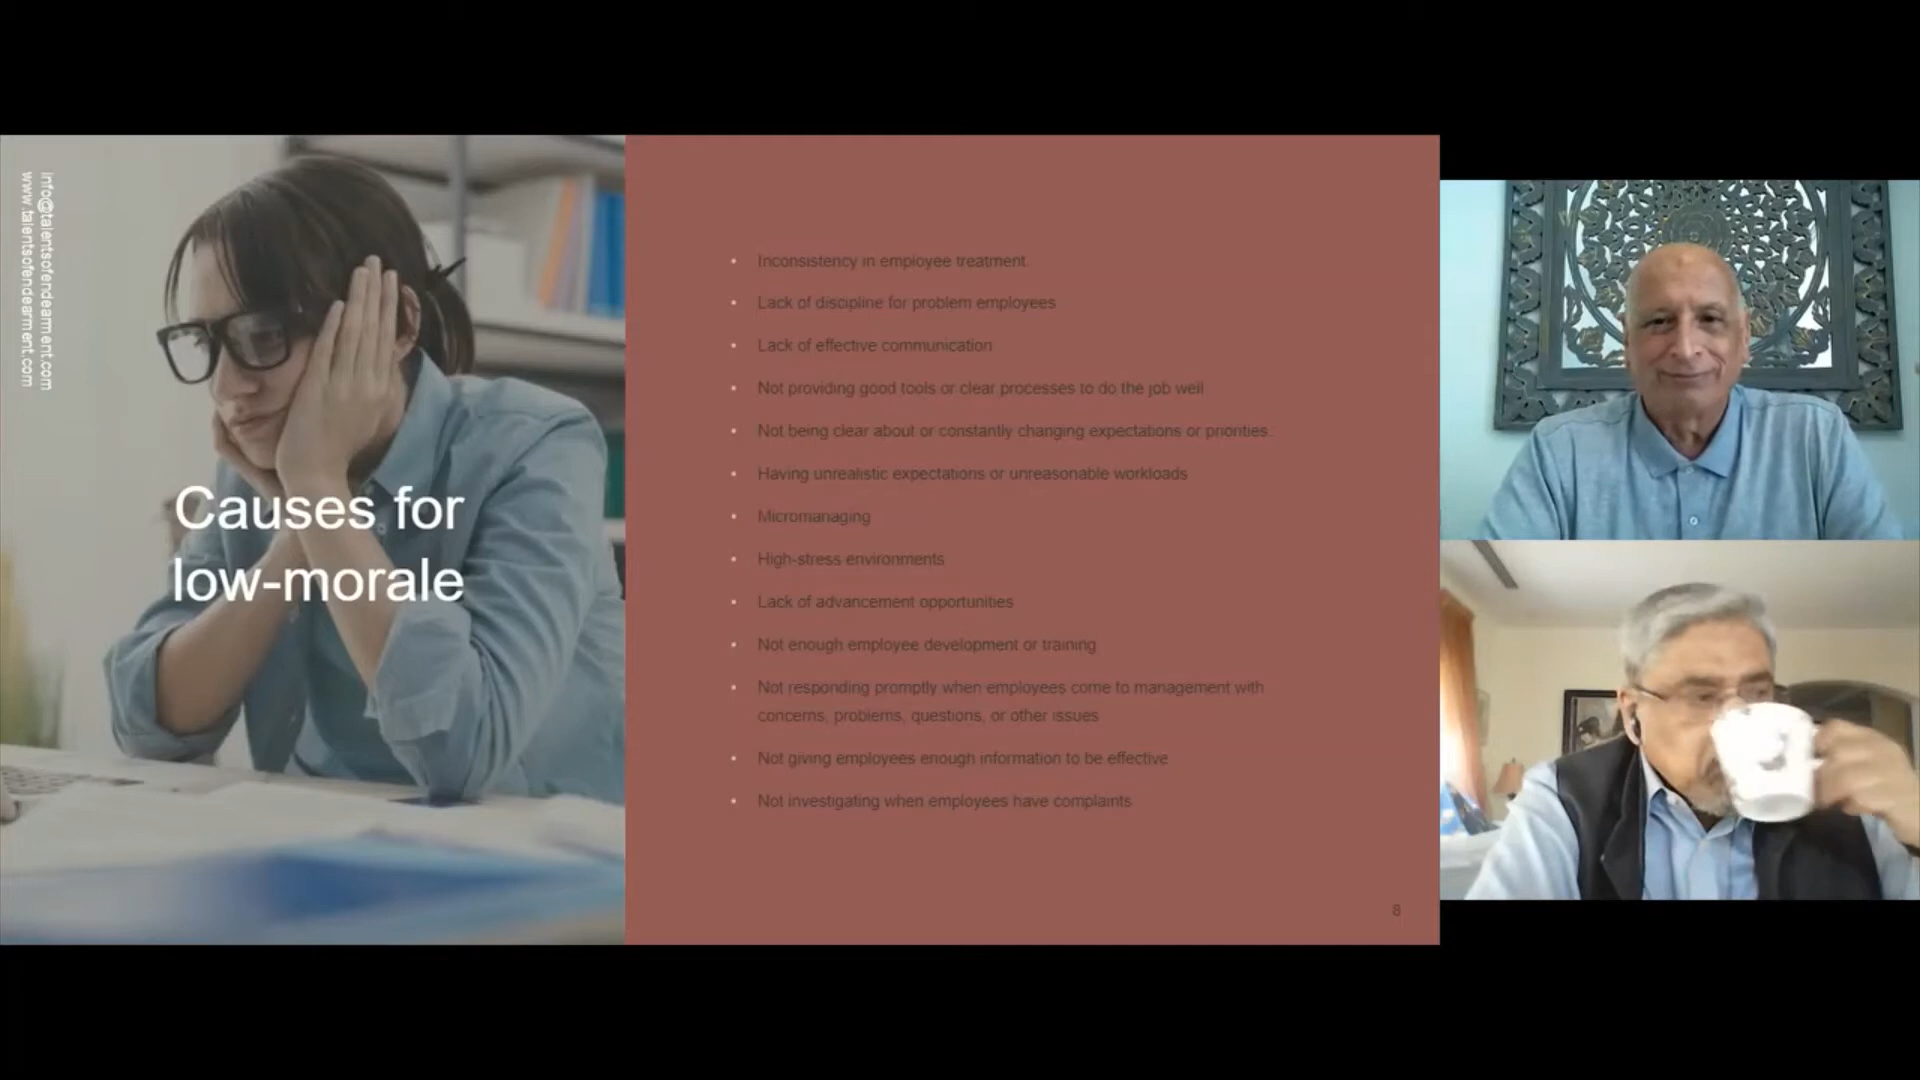 info@talentsofendearment.com
www.talentsofendearment.com
Causes for
low-morale
• Inconsistency in employee treatment.
• Lack of discipline for problem employees
• Lack of effective communication
• Not providing good tools or clear processes to do the job well
• Not being clear about or constantly changing expectations or priorities.
• Having unrealistic expectations or unreasonable workloads
• Micromanaging
• High-stress environments
• Lack of advancement opportunities
• Not enough employee development or training
• Not responding promptly when employees come to management with
concerns, problems, questions, or other issues
• Not giving employees enough information to be effective
• Not investigating when employees have complaints
8